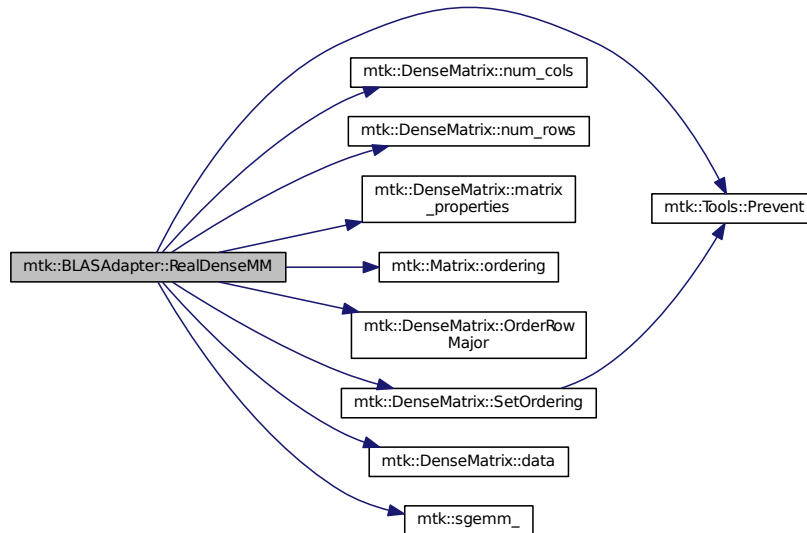 mtk::DenseMatrix::num_cols
mtk::DenseMatrix::num_rows
mtk::DenseMatrix::matrix
_properties
mtk::Tools::Prevent
mtk::BLASAdapter::RealDenseMM
mtk::Matrix::ordering
mtk::DenseMatrix::OrderRow
Major
mtk::DenseMatrix::SetOrdering
mtk::DenseMatrix::data
mtk::sgemm_